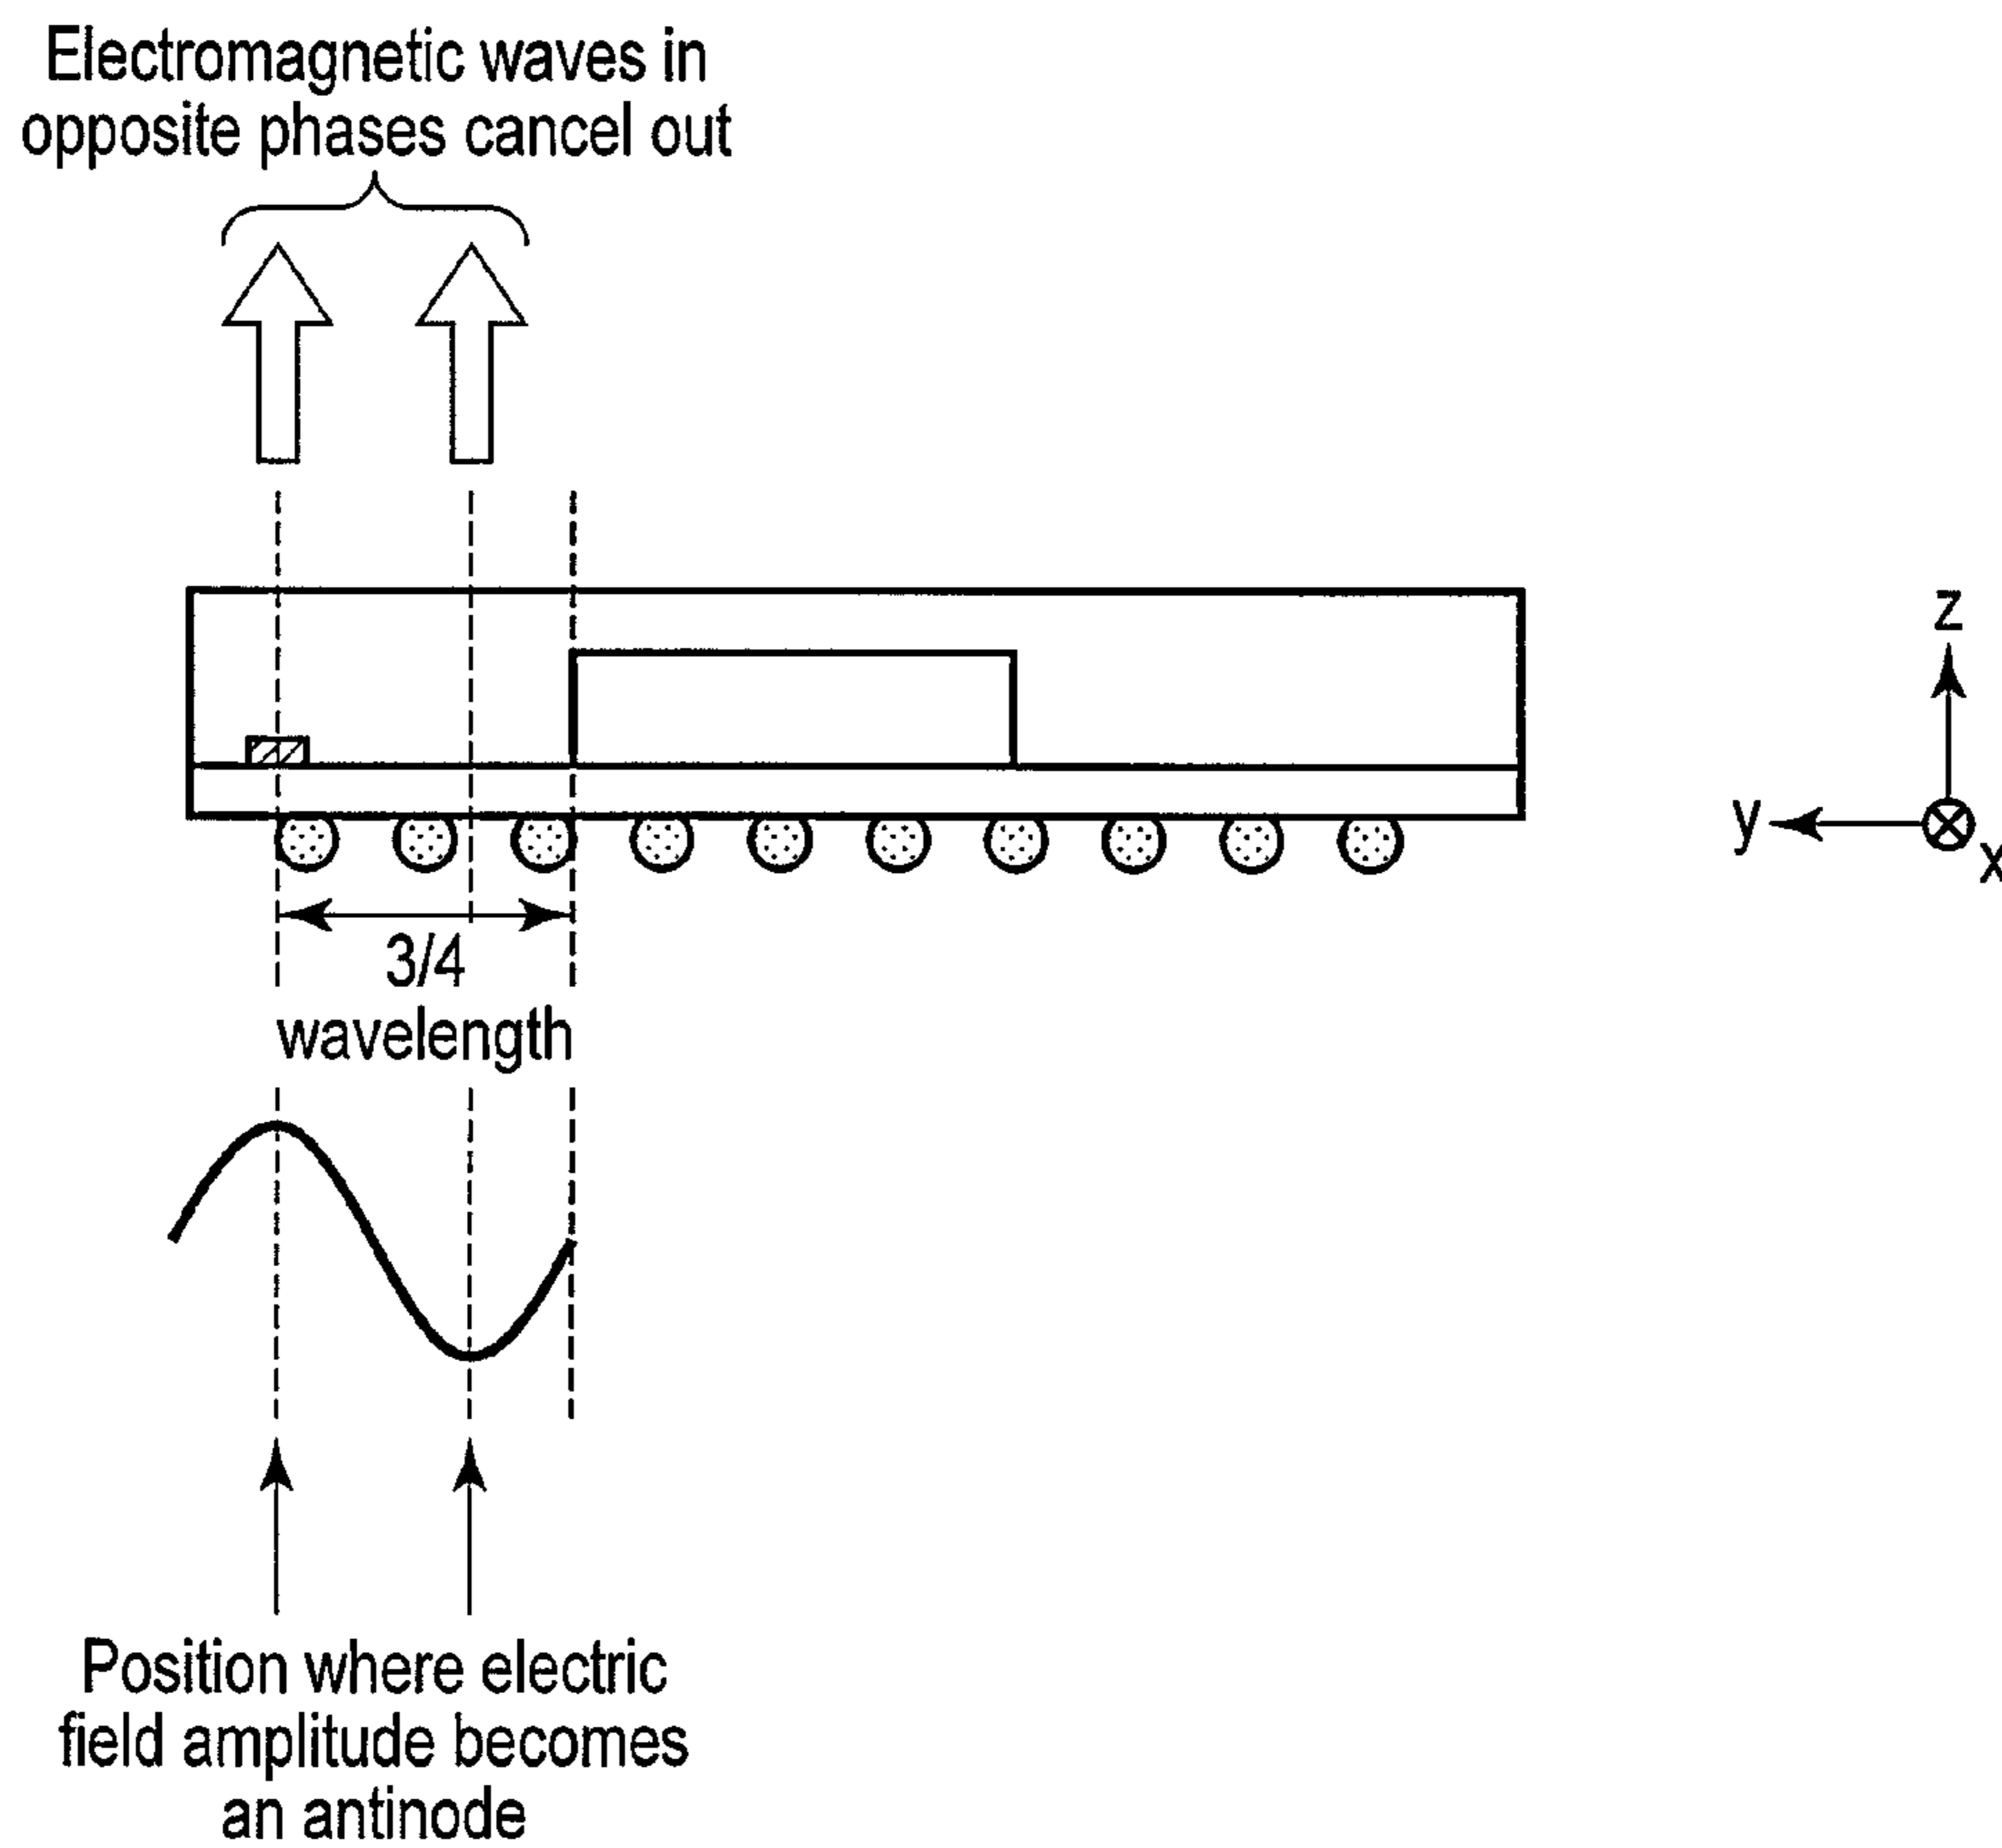 Electromagnetic waves in
opposite phases cancel out
z
y
x
3/4
wavelength
Position where electric
field amplitude becomes
an antinode